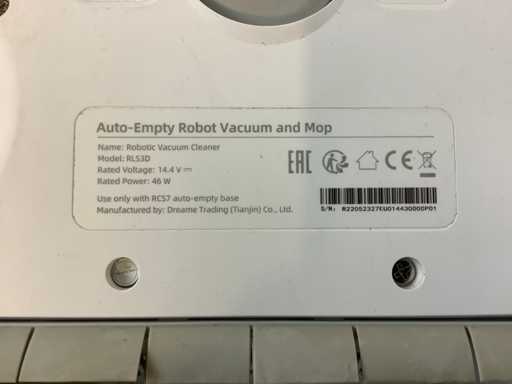 Auto-Empty Robot Vacuum and Mop
Name: Robotic Vacuum Cleaner
Model: RLS3D
Rated Voltage: 14.4 V ⎓
Rated Power: 46 W
Use only with RCS7 auto-empty base
Manufactured by: Dreame Trading (Tianjin) Co., Ltd.
EAC
CE
S/N: R22052327EU014430000P01